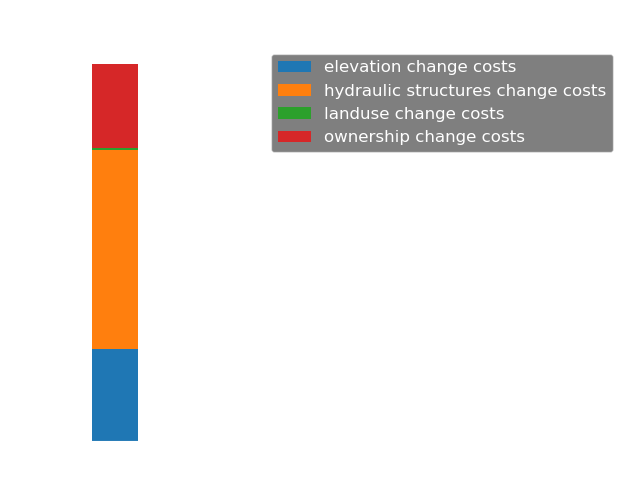 elevation change costs
hydraulic structures change costs
landuse change costs
ownership change costs